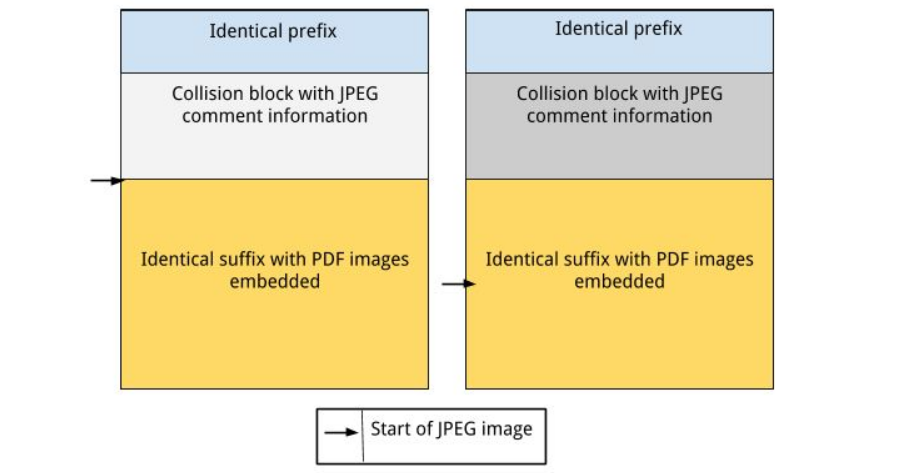 Identical prefix
Identical prefix
Collision block with JPEG
comment information
Collision block with JPEG
comment information
Identical suffix with PDF images
embedded
Identical suffix with PDF images
embedded
Start of JPEG image